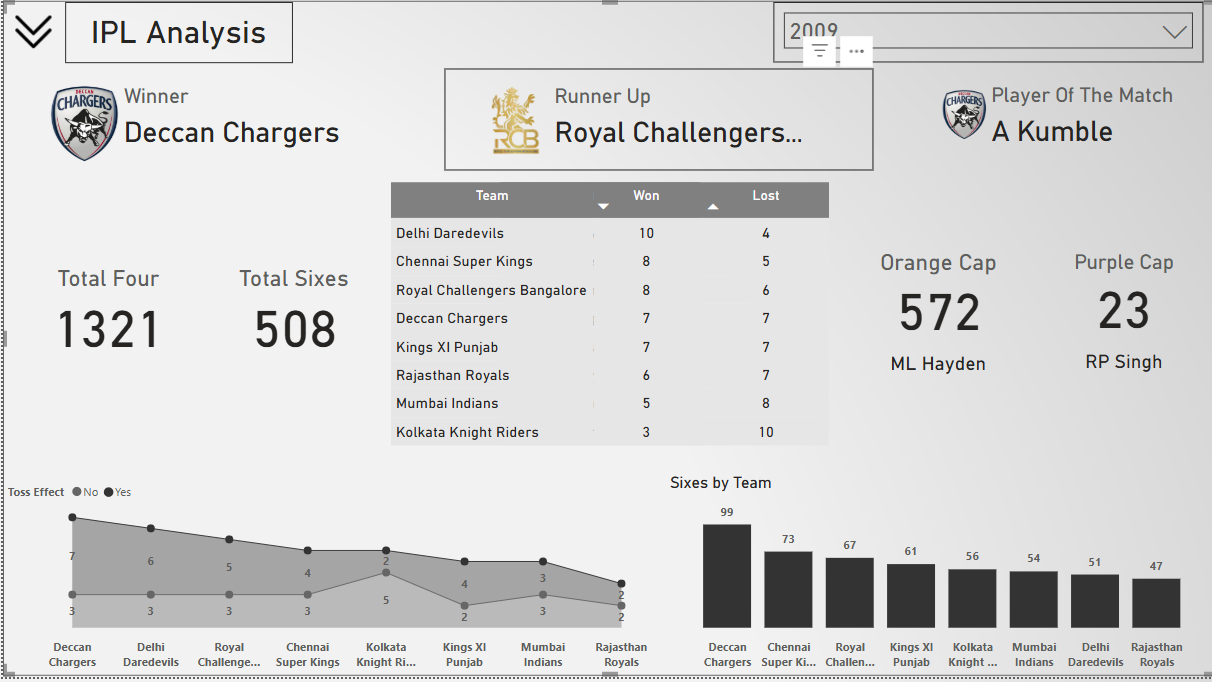 IPL Analysis
2009
...
DECCAN
CHARGERS
Winner
Deccan Chargers
RCB
Runner Up
Royal Challengers...
CHARGERS
Player Of The Match
A Kumble
Team Won Lost
Delhi Daredevils 10 4
Chennai Super Kings 8 5
Royal Challengers Bangalore 8 6
Deccan Chargers 7 7
Kings XI Punjab 7 7
Rajasthan Royals 6 7
Mumbai Indians 5 8
Kolkata Knight Riders 3 10
Total Four
1321
Total Sixes
508
Orange Cap
572
ML Hayden
Purple Cap
23
RP Singh
Toss Effect No Yes
7 6 5 4 2 4 3 2
3 3 3 3 5 2 3 2
Deccan Chargers
Delhi Daredevils
Royal Challenge...
Chennai Super Kings
Kolkata Knight Ri...
Kings XI Punjab
Mumbai Indians
Rajasthan Royals
Sixes by Team
99 73 67 61 56 54 51 47
Deccan Chargers
Chennai Super Ki...
Royal Challen...
Kings XI Punjab
Kolkata Knight ...
Mumbai Indians
Delhi Daredevils
Rajasthan Royals